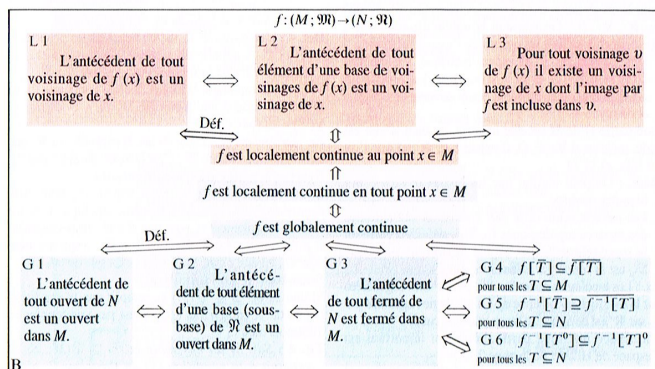 f : (M ; 𝔐) → (N ; 𝔑)
L 1
L'antécédent de tout
voisinage de f (x) est un
voisinage de x.
L 2
L'antécédent de tout
élément d'une base de voi-
sinages de f (x) est un voi-
sinage de x.
L 3
Pour tout voisinage υ
de f (x) il existe un voisi-
nage de x dont l'image par
f est incluse dans υ.
Déf.
f est localement continue au point x ∈ M
f est localement continue en tout point x ∈ M
f est globalement continue
Déf.
G 1
L'antécédent de
tout ouvert de N
est un ouvert
dans M.
G 2
L'antécé-
dent de tout élément
d'une base (sous-
base) de 𝔑 est un
ouvert dans M.
G 3
L'antécédent
de tout fermé de
N est fermé dans
M.
G 4 f [T̅] ⊆ \overline{f [T]}
pour tous les T ⊆ M
G 5 f⁻¹[T̅] ⊇ \overline{f⁻¹[T]}
pour tous les T ⊆ N
G 6 f⁻¹[T⁰] ⊆ f⁻¹[T]⁰
pour tous les T ⊆ N
B